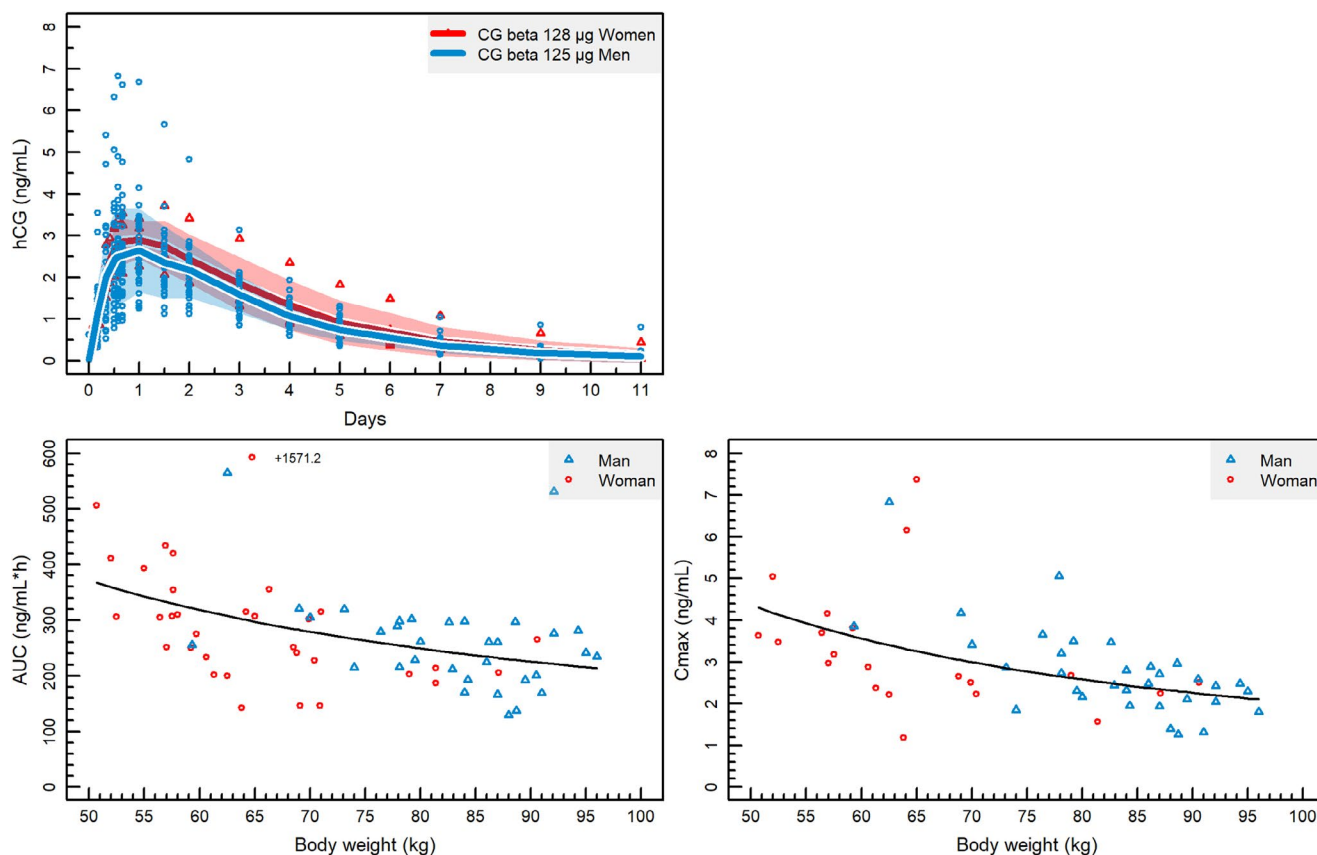 8
7
6
5
4
3
2
1
0
hCG (ng/mL)
CG beta 128 µg Women
CG beta 125 µg Men
0 1 2 3 4 5 6 7 8 9 10 11
Days
600
500
400
300
200
100
0
AUC (ng/mL*h)
+1571.2
Man
Woman
50 55 60 65 70 75 80 85 90 95 100
Body weight (kg)
8
7
6
5
4
3
2
1
0
Cmax (ng/mL)
Man
Woman
50 55 60 65 70 75 80 85 90 95 100
Body weight (kg)